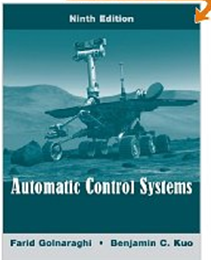 Ninth Edition
Automatic Control Systems
Farid Golnaraghi • Benjamin C. Kuo